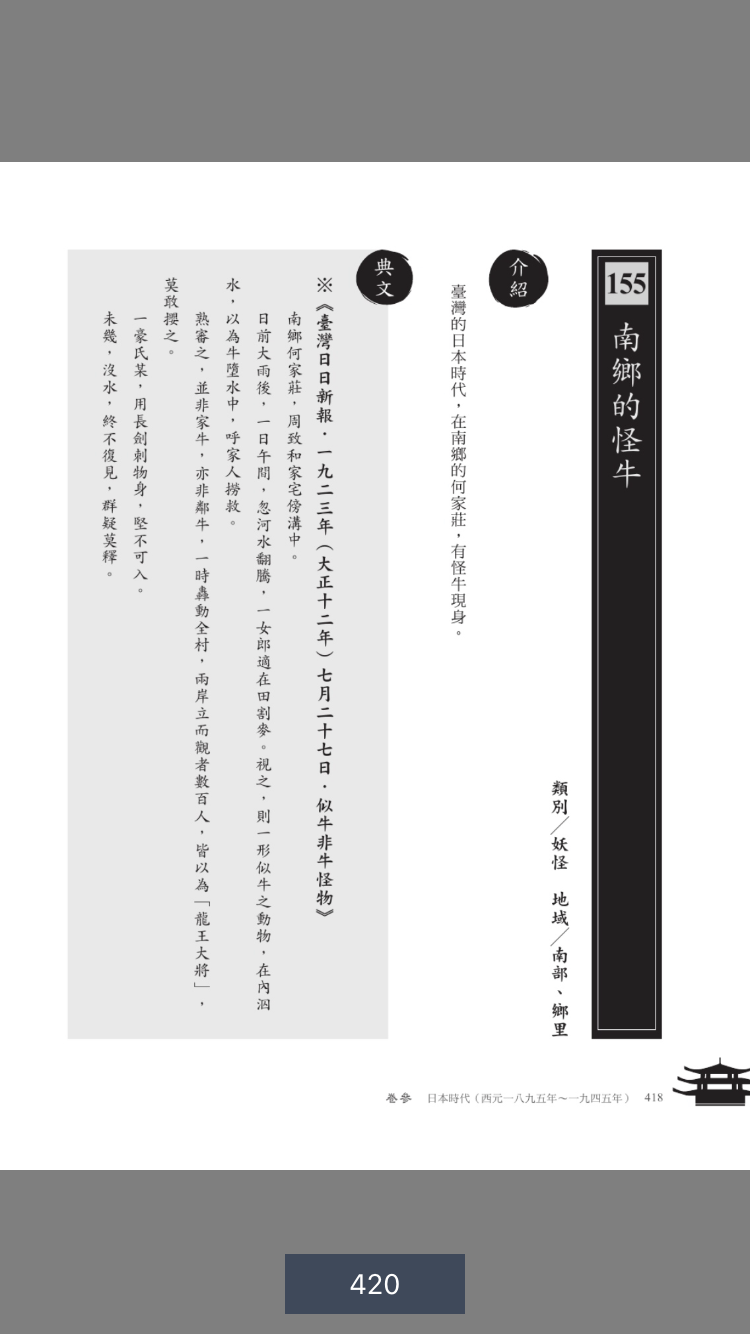 155
南鄉的怪牛
類別／妖怪　地域／南部、鄉里
介紹
臺灣的日本時代，在南鄉的何家莊，有怪牛現身。
典文
※《臺灣日日新報．一九二三年（大正十二年）七月二十七日．似牛非牛怪物》
南鄉何家莊，周致和家宅傍溝中。
日前大雨後，一日午間，忽河水翻騰，一女郎適在田割麥。視之，則一形似牛之動物，在內泅
水，以為牛墮水中，呼家人撈救。
熟審之，並非家牛，亦非鄰牛，一時轟動全村，兩岸立而觀者數百人，皆以為「龍王大將」，
莫敢攖之。
一豪氏某，用長劍刺物身，堅不可入。
未幾，沒水，終不復見，群疑莫釋。
卷參　日本時代（西元一八九五年～一九四五年）　418
420